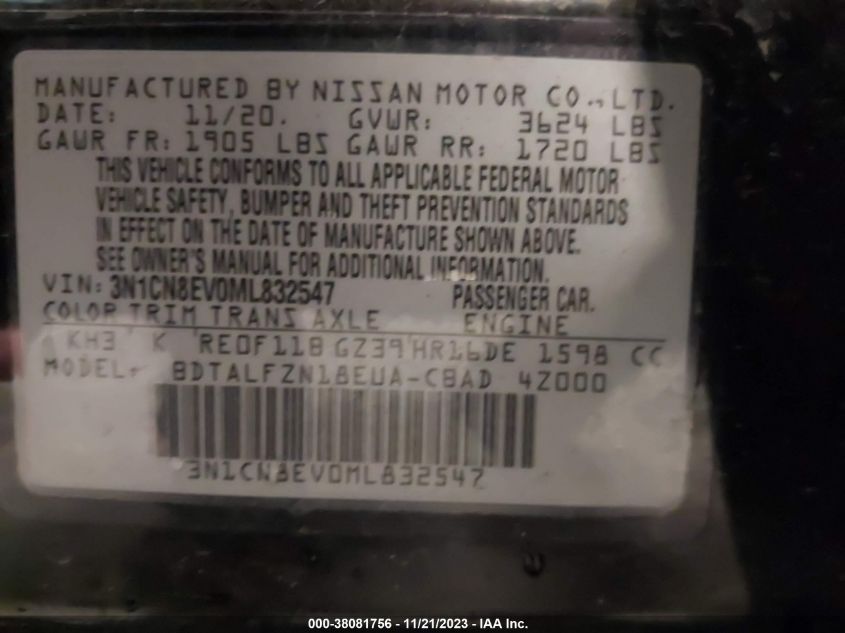 MANUFACTURED BY NISSAN MOTOR CO., LTD.
DATE: 11/20. GVWR: 3624 LBS
GAWR FR: 1905 LBS GAWR RR: 1720 LBS
THIS VEHICLE CONFORMS TO ALL APPLICABLE FEDERAL MOTOR
VEHICLE SAFETY, BUMPER AND THEFT PREVENTION STANDARDS
IN EFFECT ON THE DATE OF MANUFACTURE SHOWN ABOVE.
SEE OWNER'S MANUAL FOR ADDITIONAL INFORMATION.
VIN: 3N1CN8EV0ML832547 PASSENGER CAR.
COLOR TRIM TRANS AXLE ENGINE
KH3 K RE0F11B GZ39 HR16DE 1598 CC
MODEL: BDTALFZN18EUA-CBAD 4Z000
3N1CN8EV0ML832547
000-38081756 - 11/21/2023 - IAA Inc.